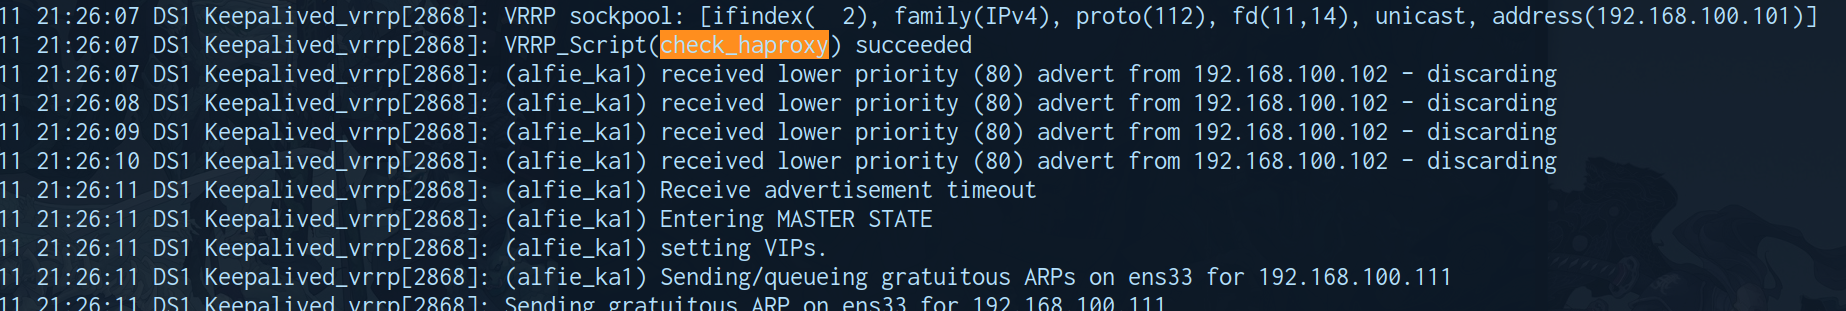 11 21:26:07 DS1 Keepalived_vrrp[2868]: VRRP sockpool: [ifindex(  2), family(IPv4), proto(112), fd(11,14), unicast, address(192.168.100.101)]
11 21:26:07 DS1 Keepalived_vrrp[2868]: VRRP_Script(check_haproxy) succeeded
11 21:26:07 DS1 Keepalived_vrrp[2868]: (alfie_ka1) received lower priority (80) advert from 192.168.100.102 - discarding
11 21:26:08 DS1 Keepalived_vrrp[2868]: (alfie_ka1) received lower priority (80) advert from 192.168.100.102 - discarding
11 21:26:09 DS1 Keepalived_vrrp[2868]: (alfie_ka1) received lower priority (80) advert from 192.168.100.102 - discarding
11 21:26:10 DS1 Keepalived_vrrp[2868]: (alfie_ka1) received lower priority (80) advert from 192.168.100.102 - discarding
11 21:26:11 DS1 Keepalived_vrrp[2868]: (alfie_ka1) Receive advertisement timeout
11 21:26:11 DS1 Keepalived_vrrp[2868]: (alfie_ka1) Entering MASTER STATE
11 21:26:11 DS1 Keepalived_vrrp[2868]: (alfie_ka1) setting VIPs.
11 21:26:11 DS1 Keepalived_vrrp[2868]: (alfie_ka1) Sending/queueing gratuitous ARPs on ens33 for 192.168.100.111
11 21:26:11 DS1 Keepalived_vrrp[2868]: Sending gratuitous ARP on ens33 for 192.168.100.111